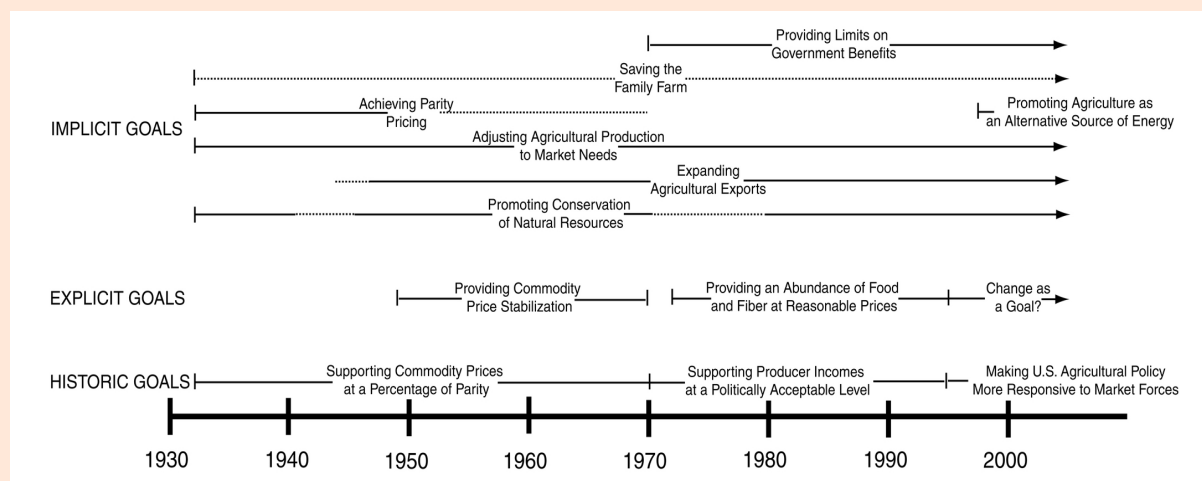 Providing Limits on
Government Benefits
Saving the
Family Farm
Achieving Parity
Pricing
Promoting Agriculture as
an Alternative Source of Energy
IMPLICIT GOALS
Adjusting Agricultural Production
to Market Needs
Expanding
Agricultural Exports
Promoting Conservation
of Natural Resources
EXPLICIT GOALS
Providing Commodity
Price Stabilization
Providing an Abundance of Food
and Fiber at Reasonable Prices
Change as
a Goal?
HISTORIC GOALS
Supporting Commodity Prices
at a Percentage of Parity
Supporting Producer Incomes
at a Politically Acceptable Level
Making U.S. Agricultural Policy
More Responsive to Market Forces
1930 1940 1950 1960 1970 1980 1990 2000